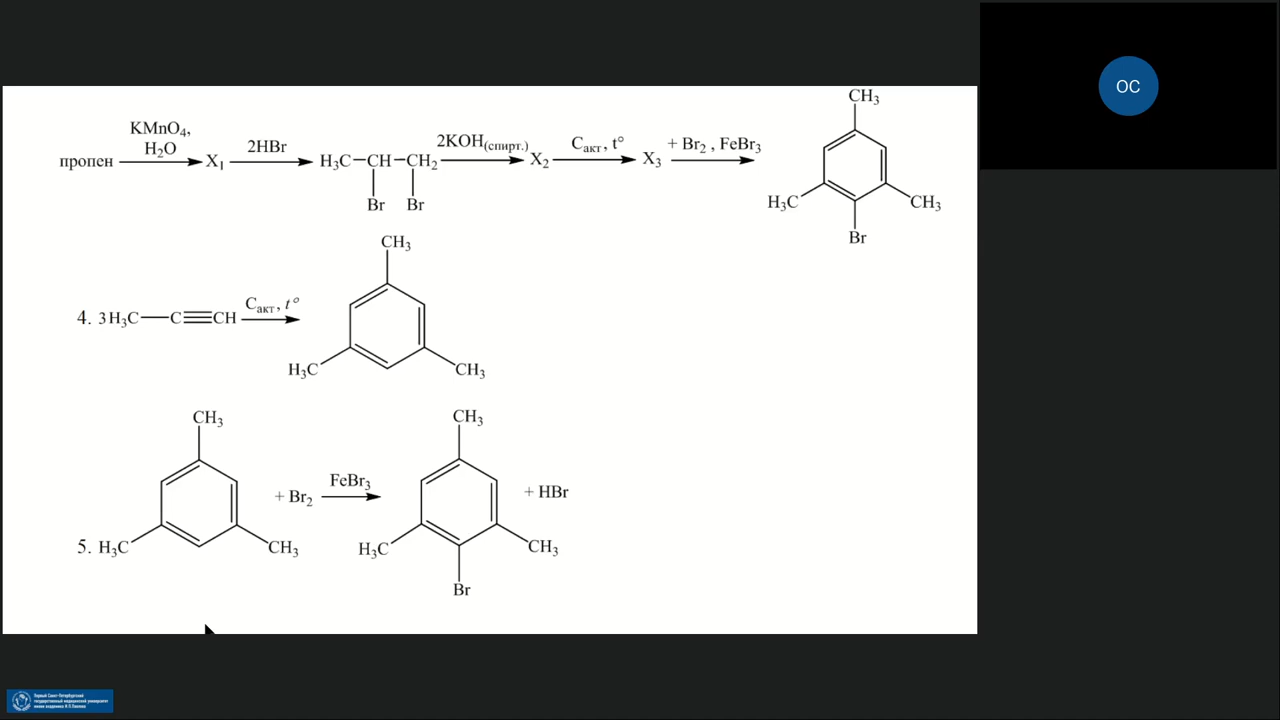 OC
KMnO4,
H2O
пропен X1 2HBr H3C–CH–CH2 2KOH(спирт.) X2 Cакт, t° X3 + Br2 , FeBr3
Br Br
CH3
H3C CH3
Br
4. 3H3C–C≡CH Cакт, t°
CH3
H3C CH3
CH3
5. H3C CH3
+ Br2 FeBr3
CH3
H3C CH3
Br
+ HBr
Первый Санкт-Петербургский
государственный медицинский университет
имени академика И.П.Павлова